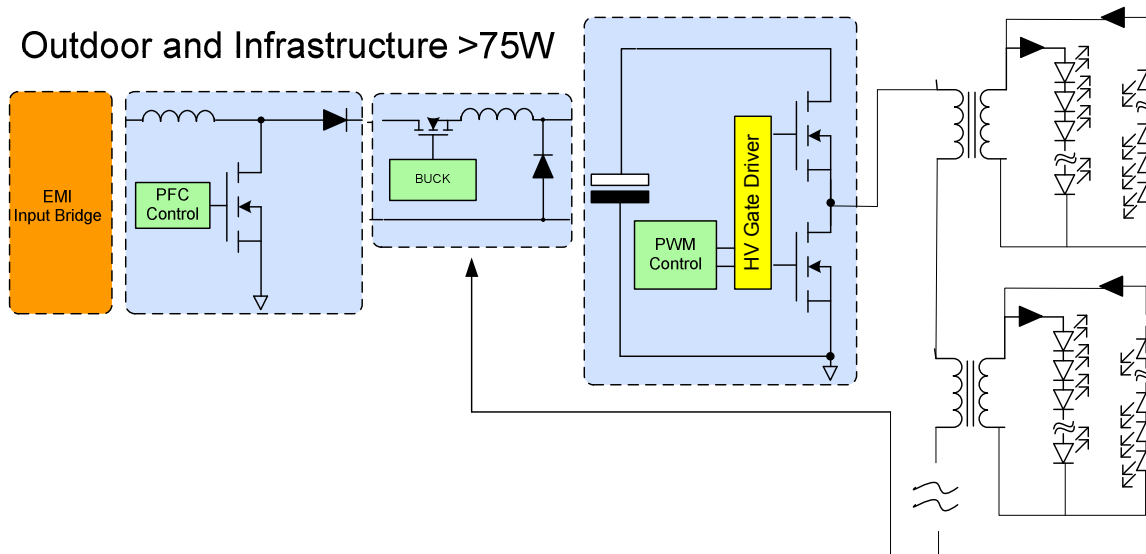 Outdoor and Infrastructure >75W
EMI
Input Bridge
PFC
Control
BUCK
PWM
Control
HV Gate Driver